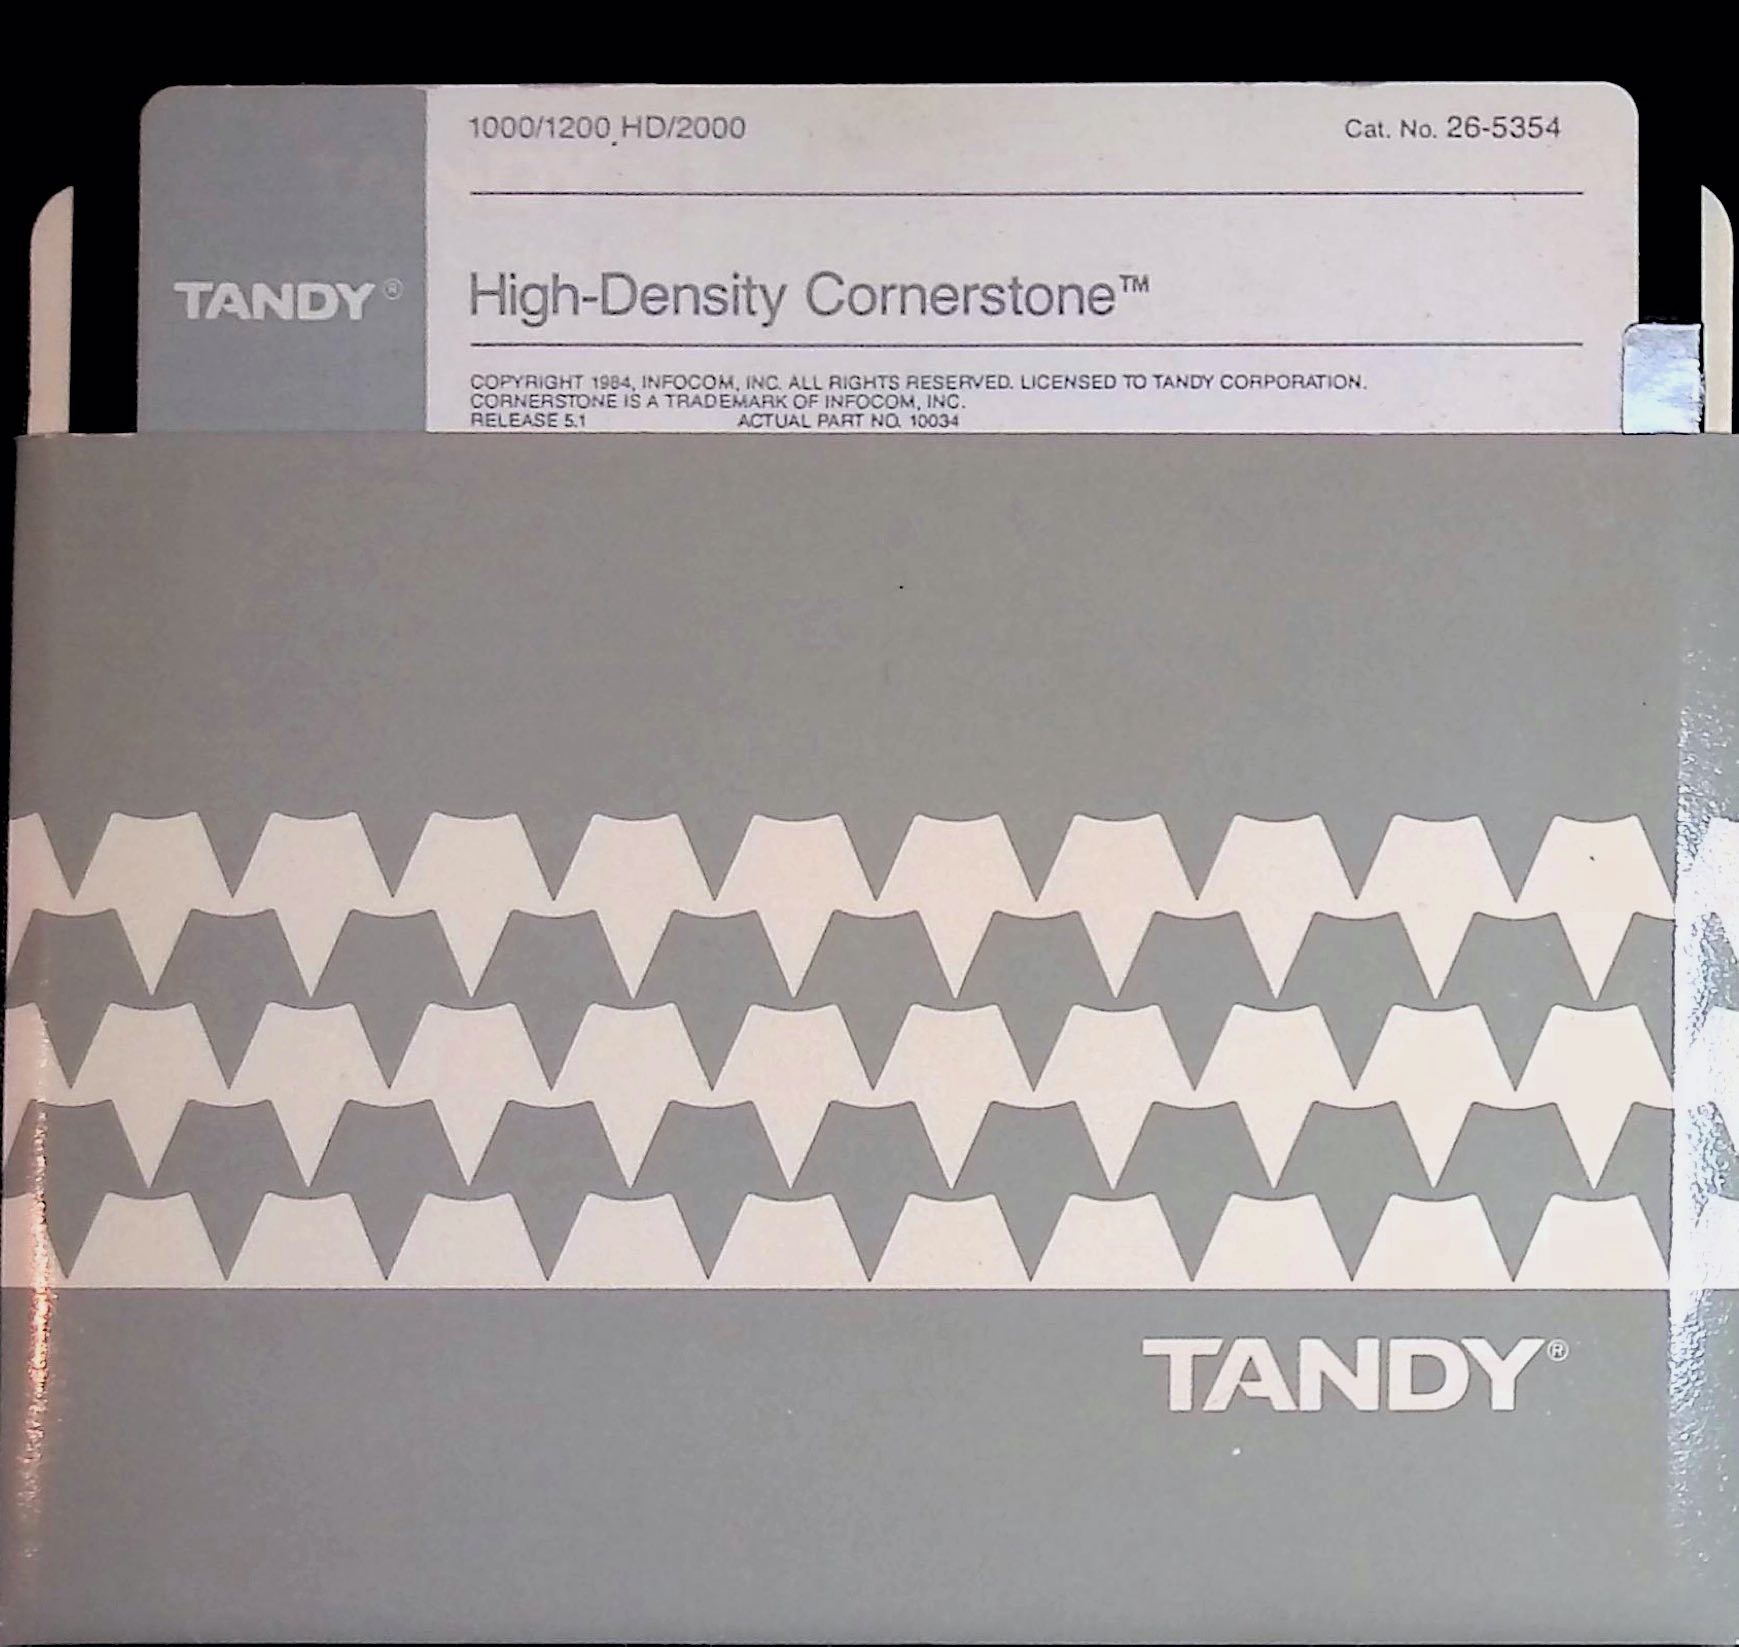 1000/1200 HD/2000
Cat. No. 26-5354
TANDY®
High-Density Cornerstone™
COPYRIGHT 1984, INFOCOM, INC. ALL RIGHTS RESERVED. LICENSED TO TANDY CORPORATION.
CORNERSTONE IS A TRADEMARK OF INFOCOM, INC.
RELEASE 5.1 ACTUAL PART NO. 10034
TANDY®